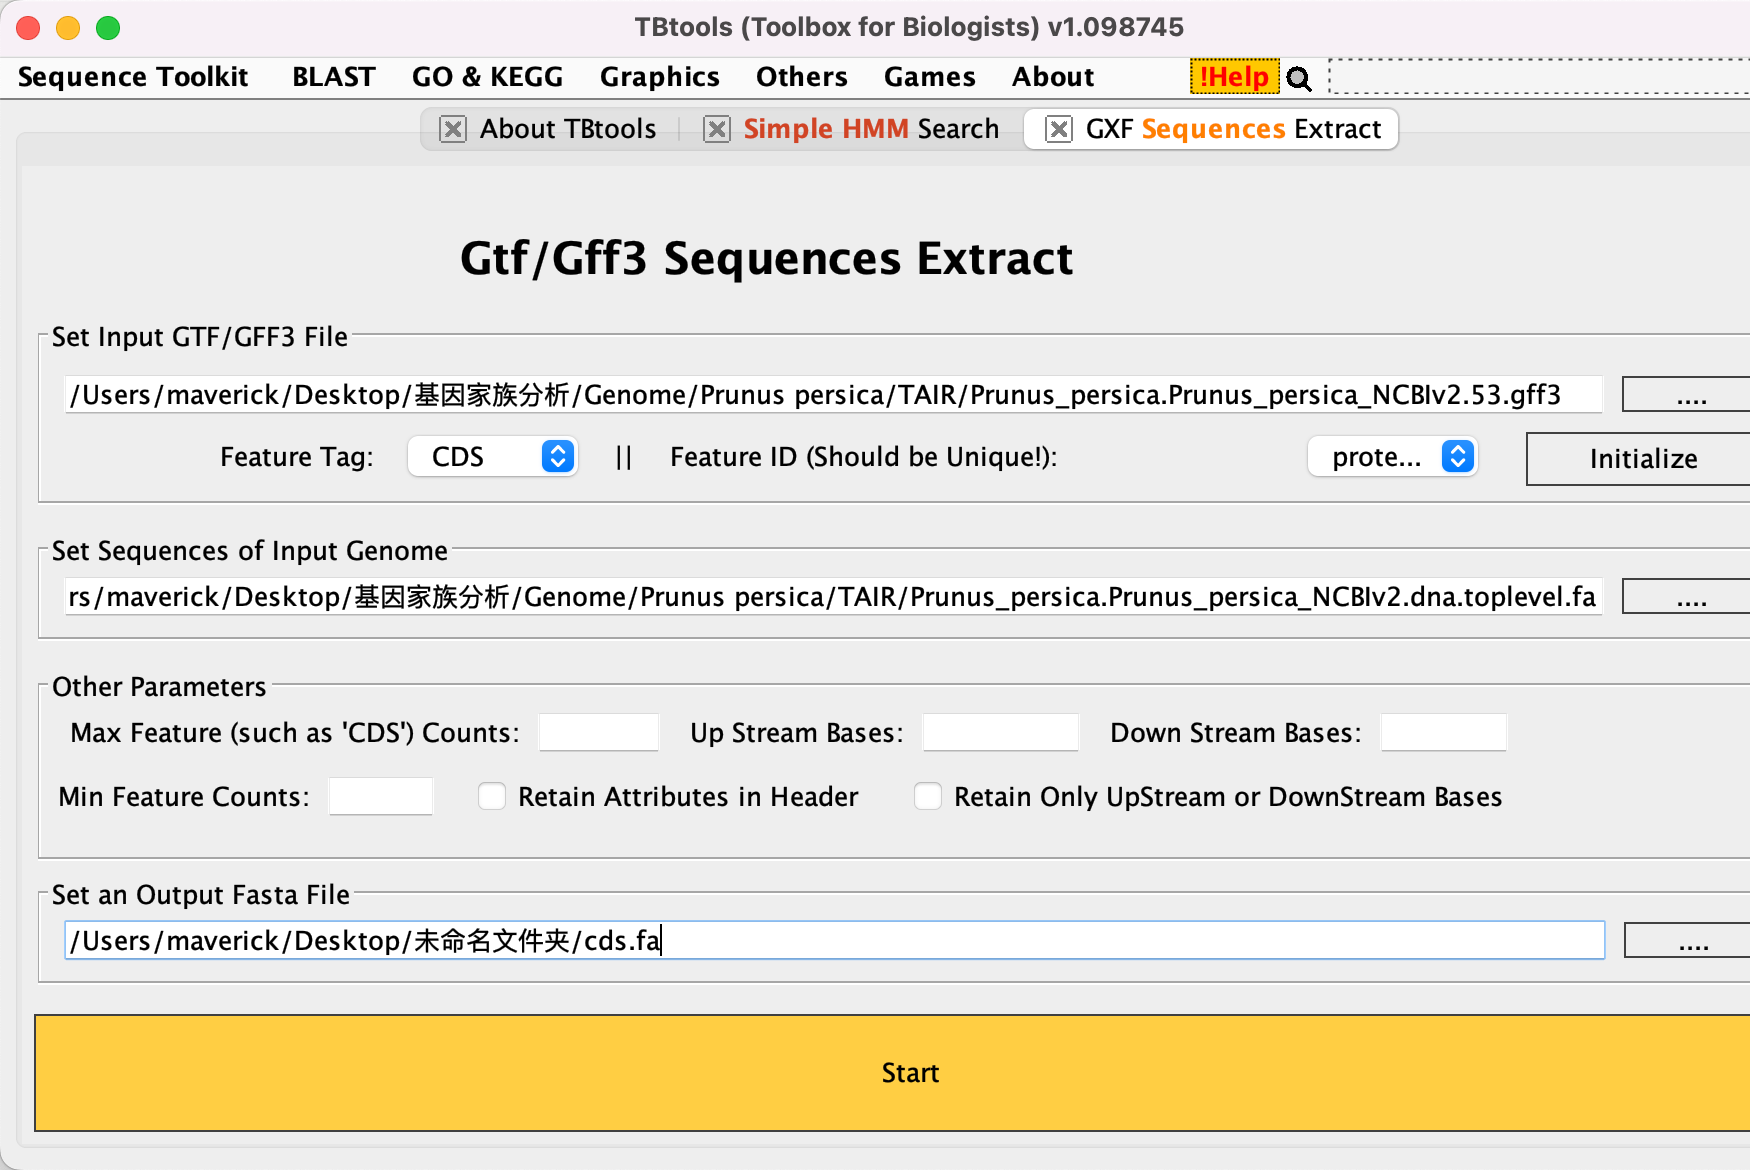 TBtools (Toolbox for Biologists) v1.098745
Sequence Toolkit BLAST GO & KEGG Graphics Others Games About !Help
About TBtools Simple HMM Search GXF Sequences Extract
Gtf/Gff3 Sequences Extract
Set Input GTF/GFF3 File
/Users/maverick/Desktop/基因家族分析/Genome/Prunus persica/TAIR/Prunus_persica.Prunus_persica_NCBIv2.53.gff3 ....
Feature Tag: CDS || Feature ID (Should be Unique!): prote... Initialize
Set Sequences of Input Genome
rs/maverick/Desktop/基因家族分析/Genome/Prunus persica/TAIR/Prunus_persica.Prunus_persica_NCBIv2.dna.toplevel.fa ....
Other Parameters
Max Feature (such as 'CDS') Counts: Up Stream Bases: Down Stream Bases:
Min Feature Counts: Retain Attributes in Header Retain Only UpStream or DownStream Bases
Set an Output Fasta File
/Users/maverick/Desktop/未命名文件夹/cds.fa ....
Start